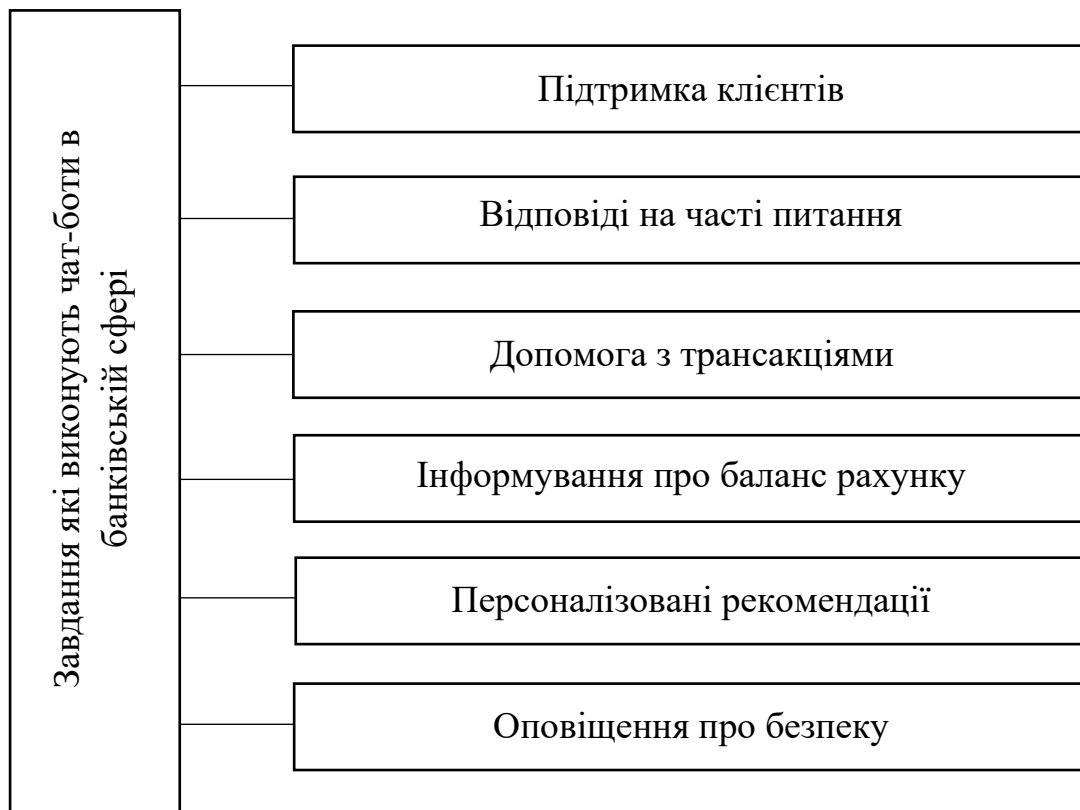 Завдання які виконують чат-боти в
банківській сфері
Підтримка клієнтів
Відповіді на часті питання
Допомога з трансакціями
Інформування про баланс рахунку
Персоналізовані рекомендації
Оповіщення про безпеку